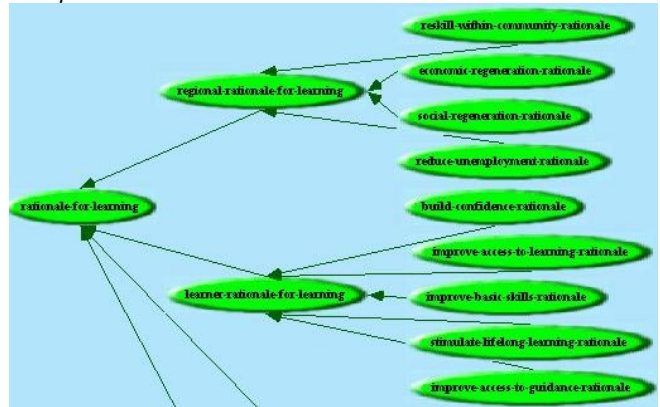 reskill-within-community-rationale
economic-regeneration-rationale
regional-rationale-for-learning
social-regeneration-rationale
reduce-unemployment-rationale
rationale-for-learning
build-confidence-rationale
improve-access-to-learning-rationale
learner-rationale-for-learning
improve-basic-skills-rationale
stimulate-lifelong-learning-rationale
improve-access-to-guidance-rationale